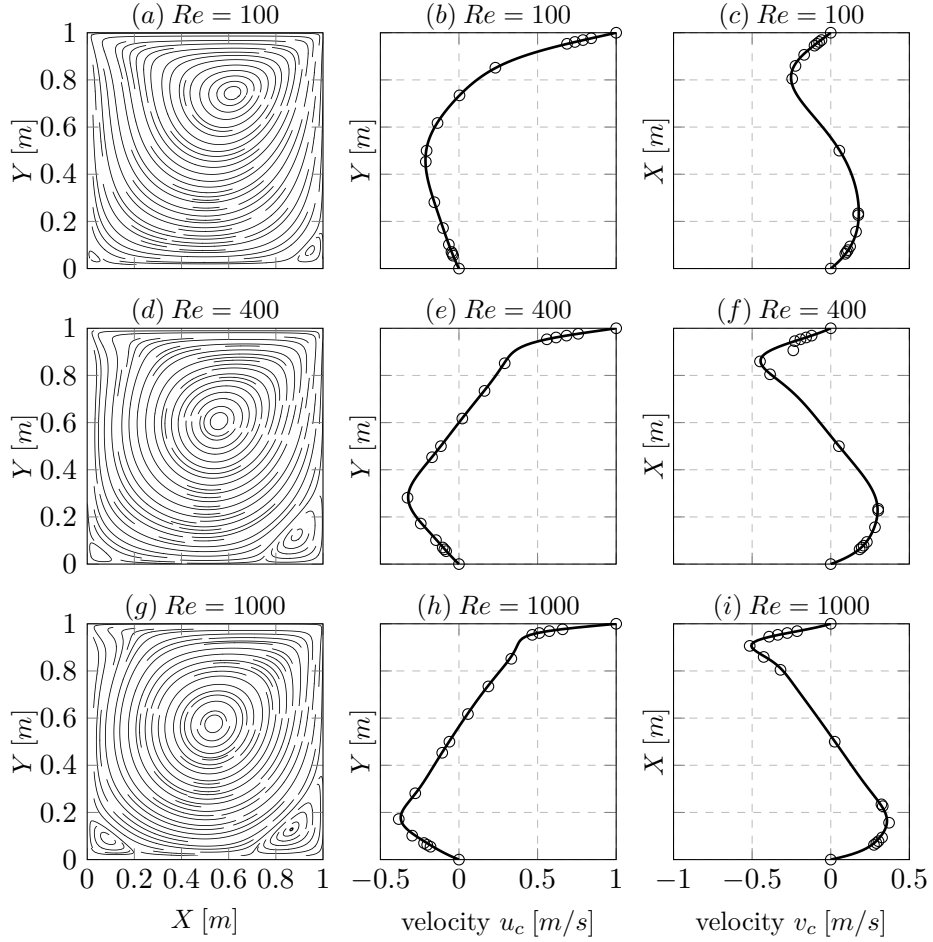 (a) Re = 100
(b) Re = 100
(c) Re = 100
1
0.8
0.6
0.4
0.2
0
Y [m]
Y [m]
X [m]
(d) Re = 400
(e) Re = 400
(f) Re = 400
1
0.8
0.6
0.4
0.2
0
Y [m]
Y [m]
X [m]
(g) Re = 1000
(h) Re = 1000
(i) Re = 1000
1
0.8
0.6
0.4
0.2
0
Y [m]
Y [m]
X [m]
0 0.2 0.4 0.6 0.8 1
−0.5 0 0.5 1
−1 −0.5 0 0.5
X [m]
velocity u_c [m/s]
velocity v_c [m/s]